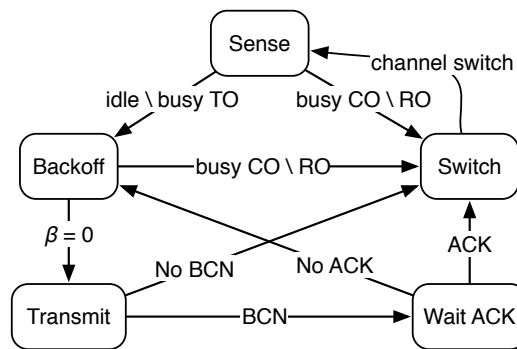 Sense
channel switch
idle \ busy TO
busy CO \ RO
Backoff
busy CO \ RO
Switch
β = 0
No BCN
No ACK
ACK
Transmit
BCN
Wait ACK